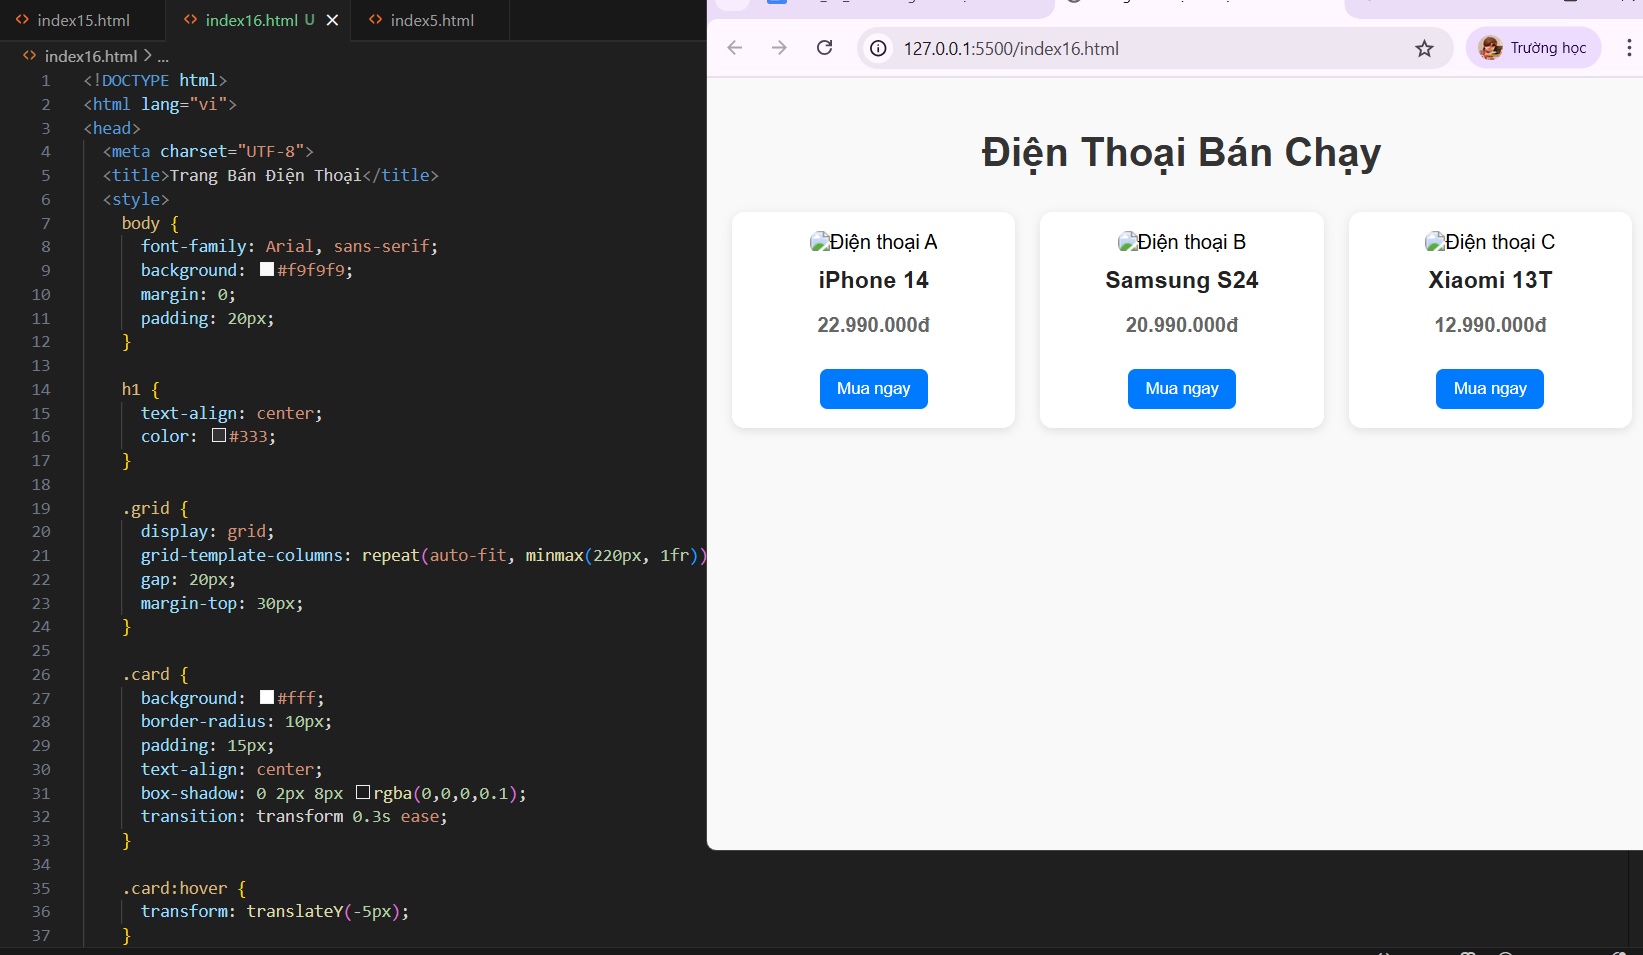 index15.html
index16.html U
index5.html
index16.html > ...
1 <!DOCTYPE html>
2 <html lang="vi">
3 <head>
4 <meta charset="UTF-8">
5 <title>Trang Bán Điện Thoại</title>
6 <style>
7 body {
8 font-family: Arial, sans-serif;
9 background: #f9f9f9;
10 margin: 0;
11 padding: 20px;
12 }
13
14 h1 {
15 text-align: center;
16 color: #333;
17 }
18
19 .grid {
20 display: grid;
21 grid-template-columns: repeat(auto-fit, minmax(220px, 1fr))
22 gap: 20px;
23 margin-top: 30px;
24 }
25
26 .card {
27 background: #fff;
28 border-radius: 10px;
29 padding: 15px;
30 text-align: center;
31 box-shadow: 0 2px 8px rgba(0,0,0,0.1);
32 transition: transform 0.3s ease;
33 }
34
35 .card:hover {
36 transform: translateY(-5px);
37 }
127.0.0.1:5500/index16.html
Trường học
Điện Thoại Bán Chạy
Điện thoại A
iPhone 14
22.990.000đ
Mua ngay
Điện thoại B
Samsung S24
20.990.000đ
Mua ngay
Điện thoại C
Xiaomi 13T
12.990.000đ
Mua ngay